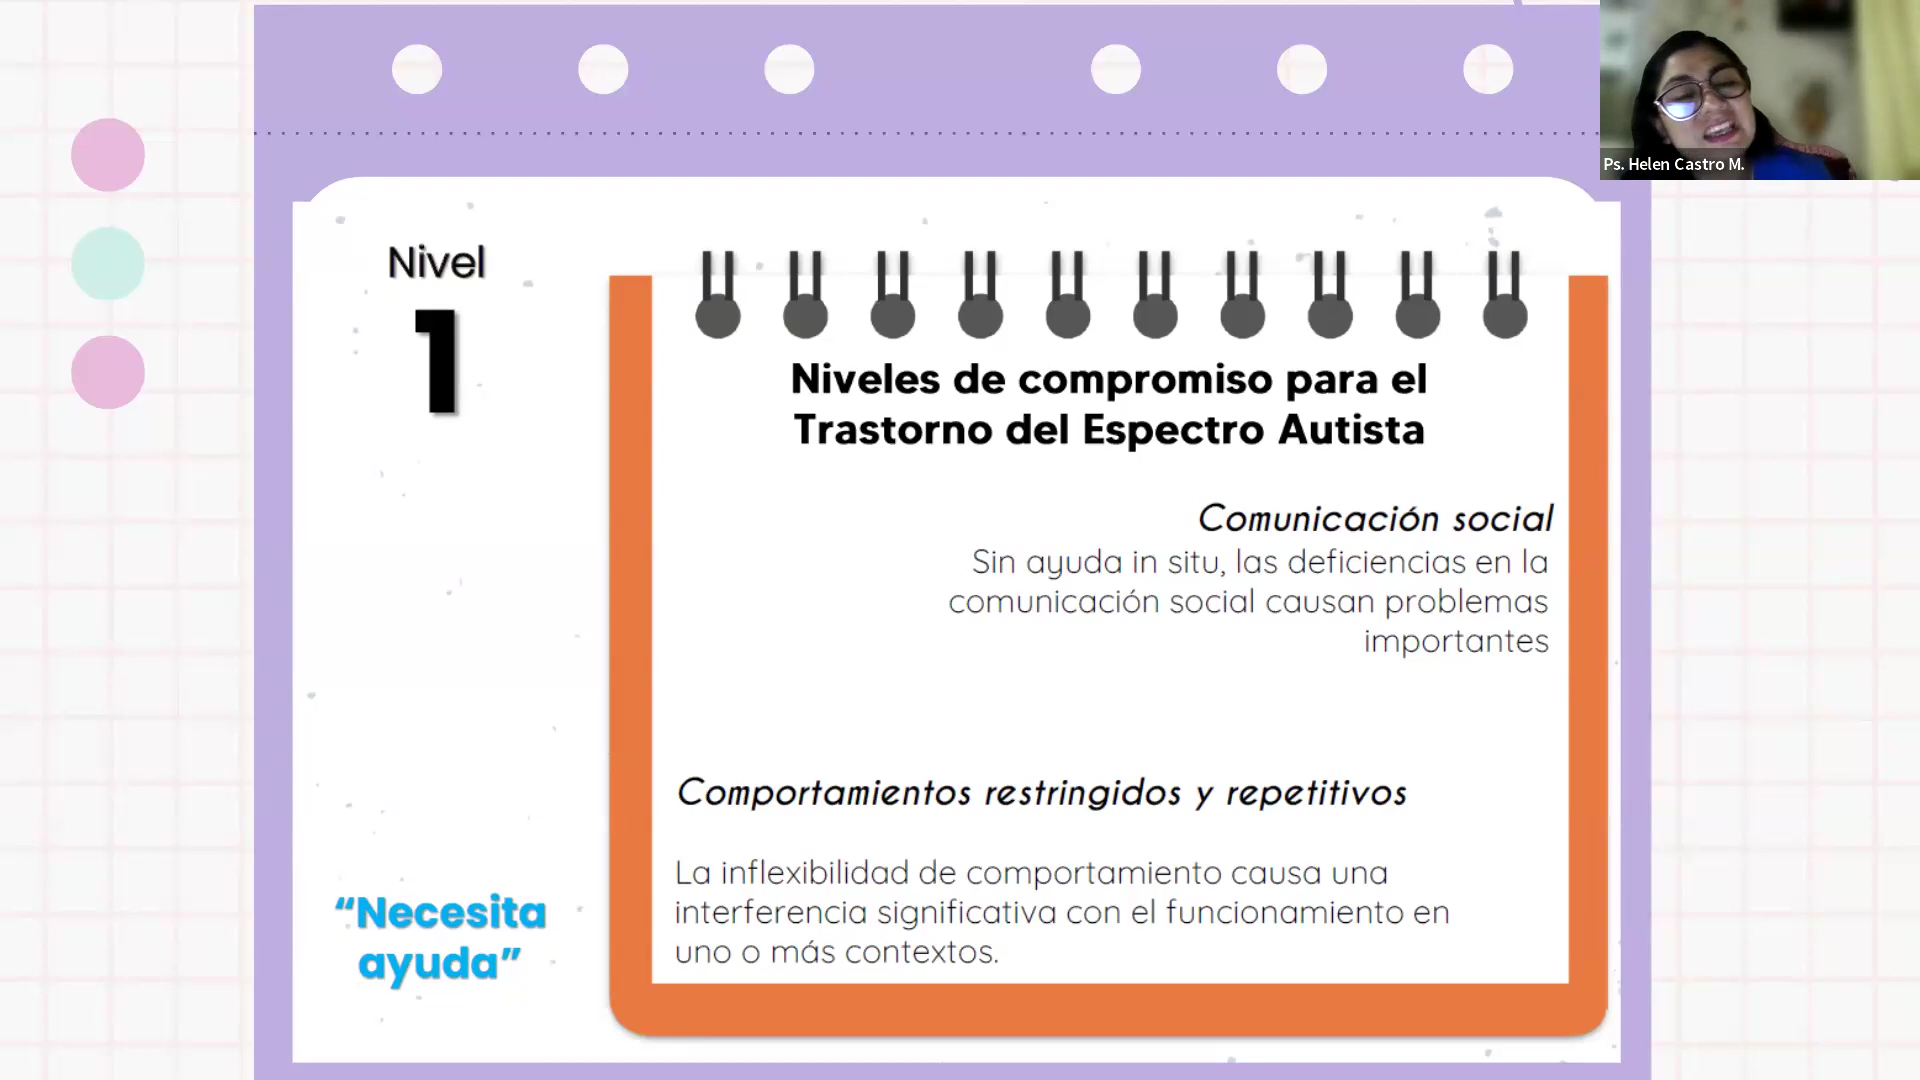 Ps. Helen Castro M.
Nivel
1
"Necesita
ayuda"
Niveles de compromiso para el
Trastorno del Espectro Autista
Comunicación social
Sin ayuda in situ, las deficiencias en la
comunicación social causan problemas
importantes
Comportamientos restringidos y repetitivos
La inflexibilidad de comportamiento causa una
interferencia significativa con el funcionamiento en
uno o más contextos.